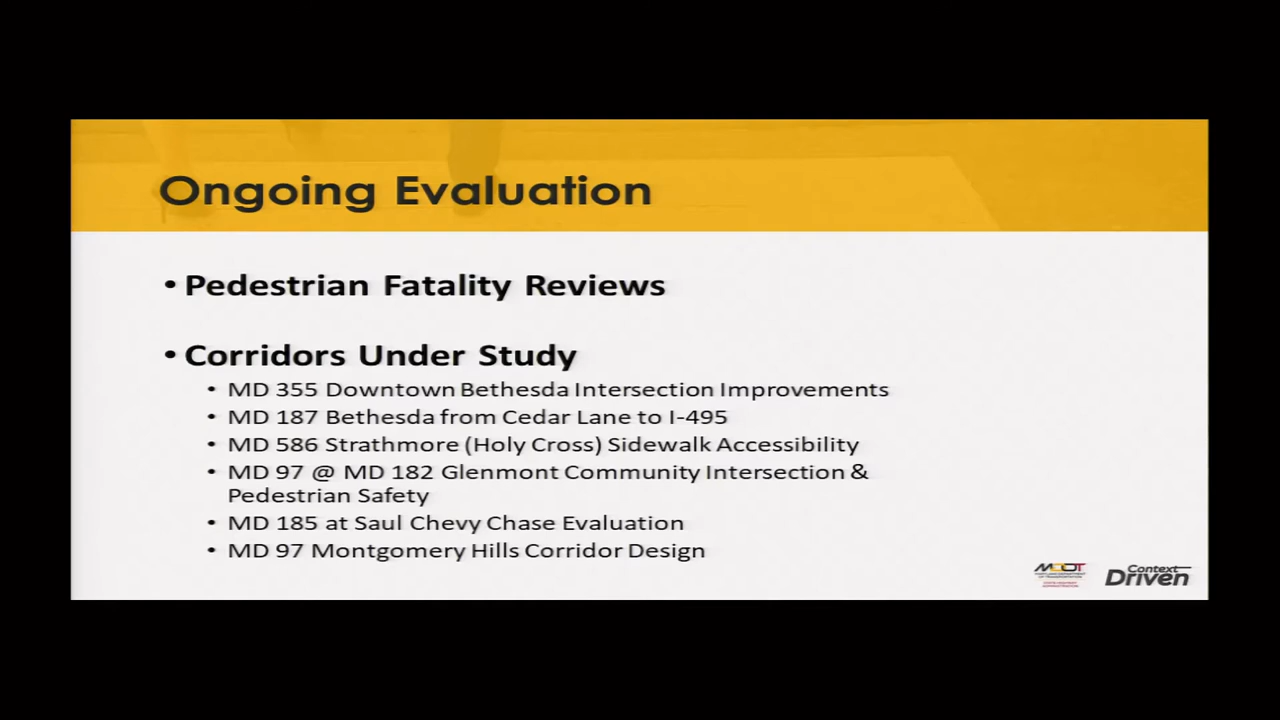 Ongoing Evaluation
• Pedestrian Fatality Reviews
• Corridors Under Study
• MD 355 Downtown Bethesda Intersection Improvements
• MD 187 Bethesda from Cedar Lane to I-495
• MD 586 Strathmore (Holy Cross) Sidewalk Accessibility
• MD 97 @ MD 182 Glenmont Community Intersection &
Pedestrian Safety
• MD 185 at Saul Chevy Chase Evaluation
• MD 97 Montgomery Hills Corridor Design
MDOT
Context
Driven